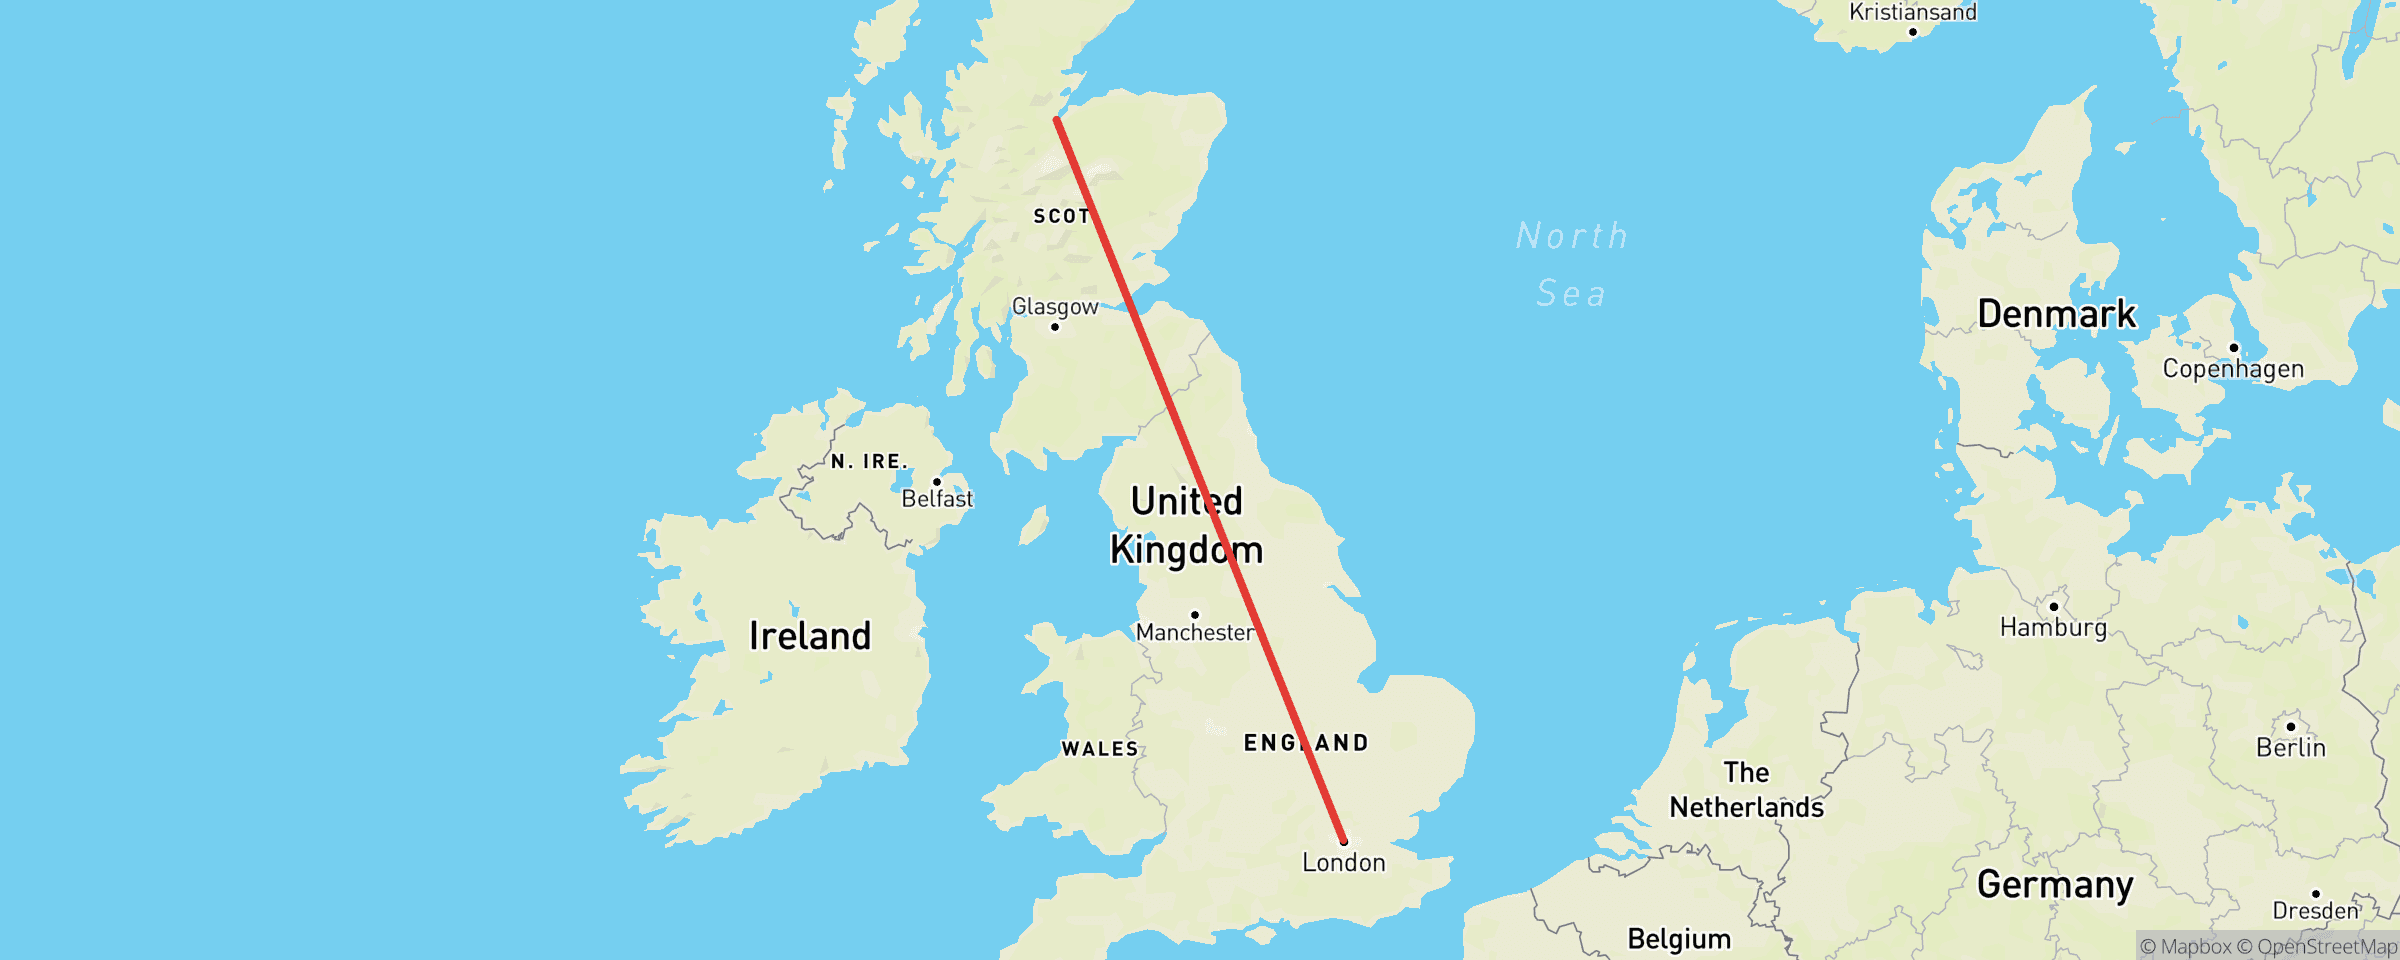 Kristiansand
SCOT
North
Sea
Glasgow
Denmark
Copenhagen
N. IRE.
Belfast
United
Kingdom
Ireland
Manchester
Hamburg
WALES
ENGLAND
Berlin
The
Netherlands
London
Germany
Dresden
Belgium
© Mapbox © OpenStreetMap